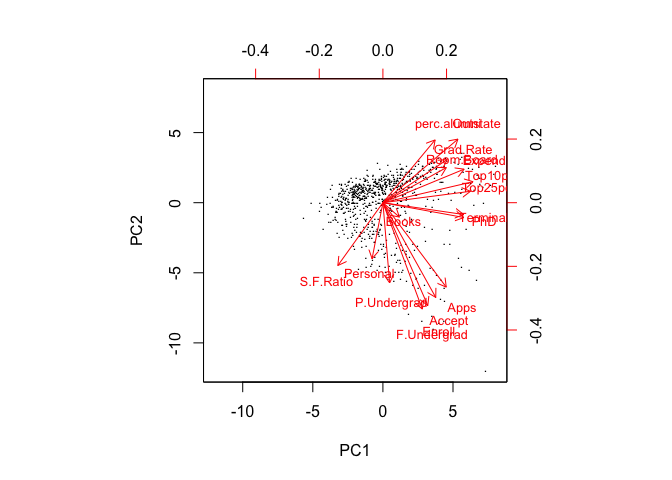 -0.4 -0.2 0.0 0.2
perc.alumni Outstate
Grad.Rate
Room.Board Expend
Top10p
Top25pe
Books Terminal PhD
Personal
S.F.Ratio
P.Undergrad
Apps
Accept
Enroll
F.Undergrad
5
0
-5
-10
PC2
0.2
0.0
-0.2
-0.4
-10 -5 0 5
PC1